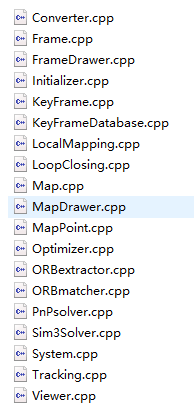 Converter.cpp
Frame.cpp
FrameDrawer.cpp
Initializer.cpp
KeyFrame.cpp
KeyFrameDatabase.cpp
LocalMapping.cpp
LoopClosing.cpp
Map.cpp
MapDrawer.cpp
MapPoint.cpp
Optimizer.cpp
ORBextractor.cpp
ORBmatcher.cpp
PnPsolver.cpp
Sim3Solver.cpp
System.cpp
Tracking.cpp
Viewer.cpp